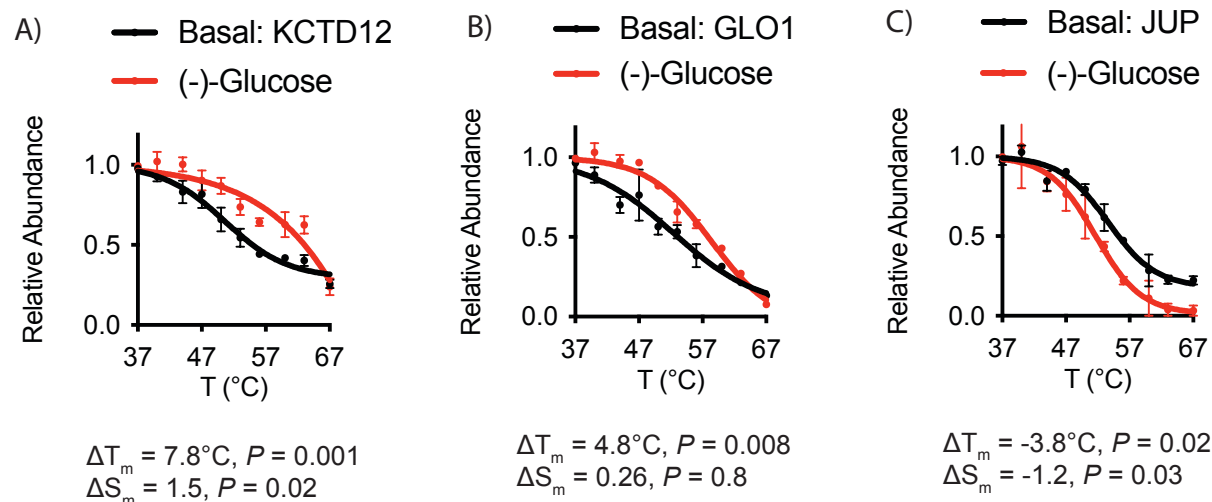 A)
Basal: KCTD12
(-)-Glucose
Relative Abundance
1.0
0.5
0.0
37 47 57 67
T (°C)
ΔTm = 7.8°C, P = 0.001
ΔSm = 1.5, P = 0.02
B)
Basal: GLO1
(-)-Glucose
Relative Abundance
1.0
0.5
0.0
37 47 57 67
T (°C)
ΔTm = 4.8°C, P = 0.008
ΔSm = 0.26, P = 0.8
C)
Basal: JUP
(-)-Glucose
Relative Abundance
1.0
0.5
0.0
37 47 57 67
T (°C)
ΔTm = -3.8°C, P = 0.02
ΔSm = -1.2, P = 0.03